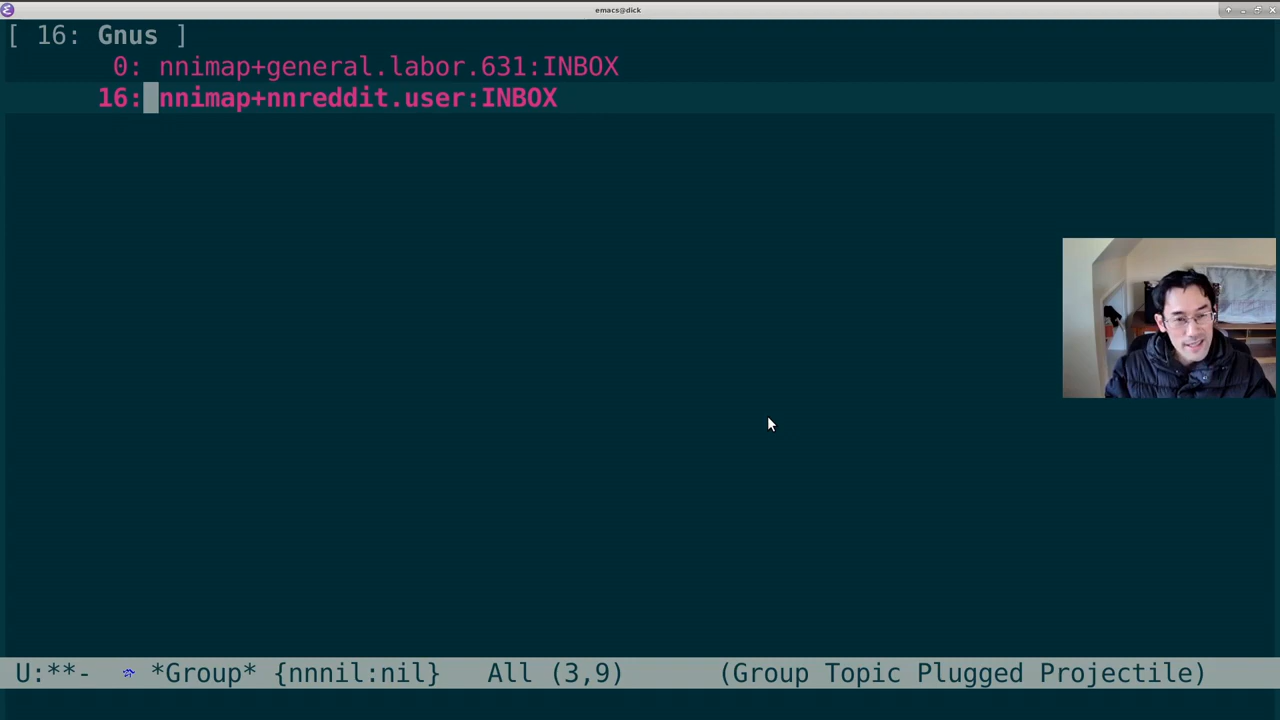 emacs@dick
[ 16: Gnus ]
0: nnimap+general.labor.631:INBOX
16: nnimap+nnreddit.user:INBOX
U:**- *Group* {nnnil:nil} All (3,9) (Group Topic Plugged Projectile)